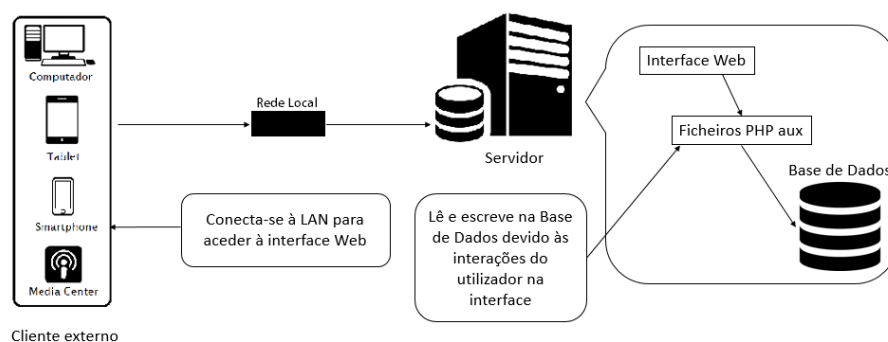 Computador
Tablet
Smartphone
Media Center
Cliente externo
Rede Local
Conecta-se à LAN para
aceder à interface Web
Servidor
Lê e escreve na Base
de Dados devido às
interações do
utilizador na
interface
Interface Web
Ficheiros PHP aux
Base de Dados